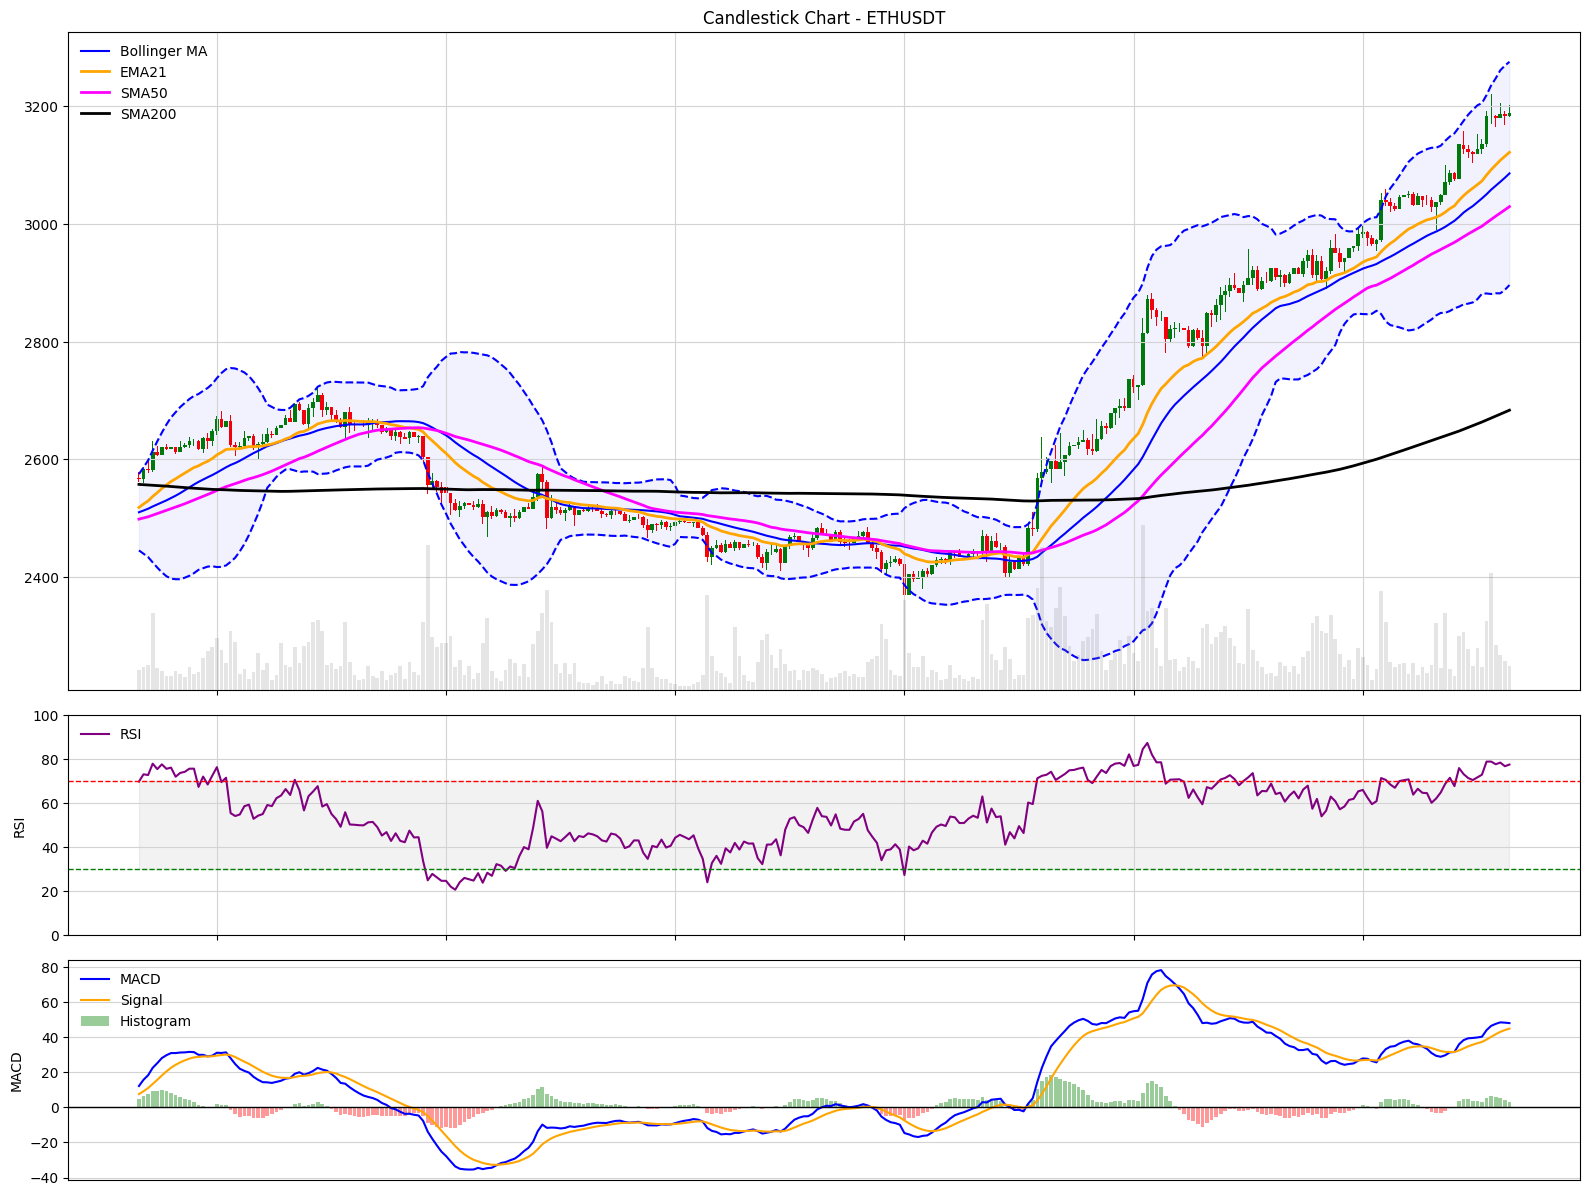 Candlestick Chart - ETHUSDT
Bollinger MA
EMA21
SMA50
SMA200
3200
3000
2800
2600
2400
100
80
60
40
20
0
RSI
RSI
80
60
40
20
0
−20
−40
MACD
MACD
Signal
Histogram